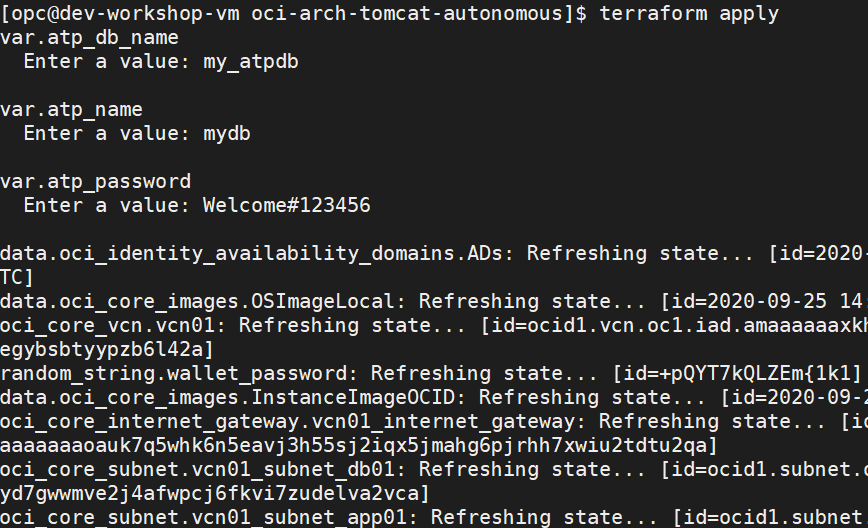 [opc@dev-workshop-vm oci-arch-tomcat-autonomous]$ terraform apply
var.atp_db_name
  Enter a value: my_atpdb

var.atp_name
  Enter a value: mydb

var.atp_password
  Enter a value: Welcome#123456

data.oci_identity_availability_domains.ADs: Refreshing state... [id=2020-
TC]
data.oci_core_images.OSImageLocal: Refreshing state... [id=2020-09-25 14:
oci_core_vcn.vcn01: Refreshing state... [id=ocid1.vcn.oc1.iad.amaaaaaaxkh
egybsbtyypzb6l42a]
random_string.wallet_password: Refreshing state... [id=+pQYT7kQLZEm{1k1]
data.oci_core_images.InstanceImageOCID: Refreshing state... [id=2020-09-2
oci_core_internet_gateway.vcn01_internet_gateway: Refreshing state... [id
aaaaaaaoauk7q5whk6n5eavj3h55sj2iqx5jmahg6pjrhh7xwiu2tdtu2qa]
oci_core_subnet.vcn01_subnet_db01: Refreshing state... [id=ocid1.subnet.o
yd7gwwmve2j4afwpcj6fkvi7zudelva2vca]
oci_core_subnet.vcn01_subnet_app01: Refreshing state... [id=ocid1.subnet.